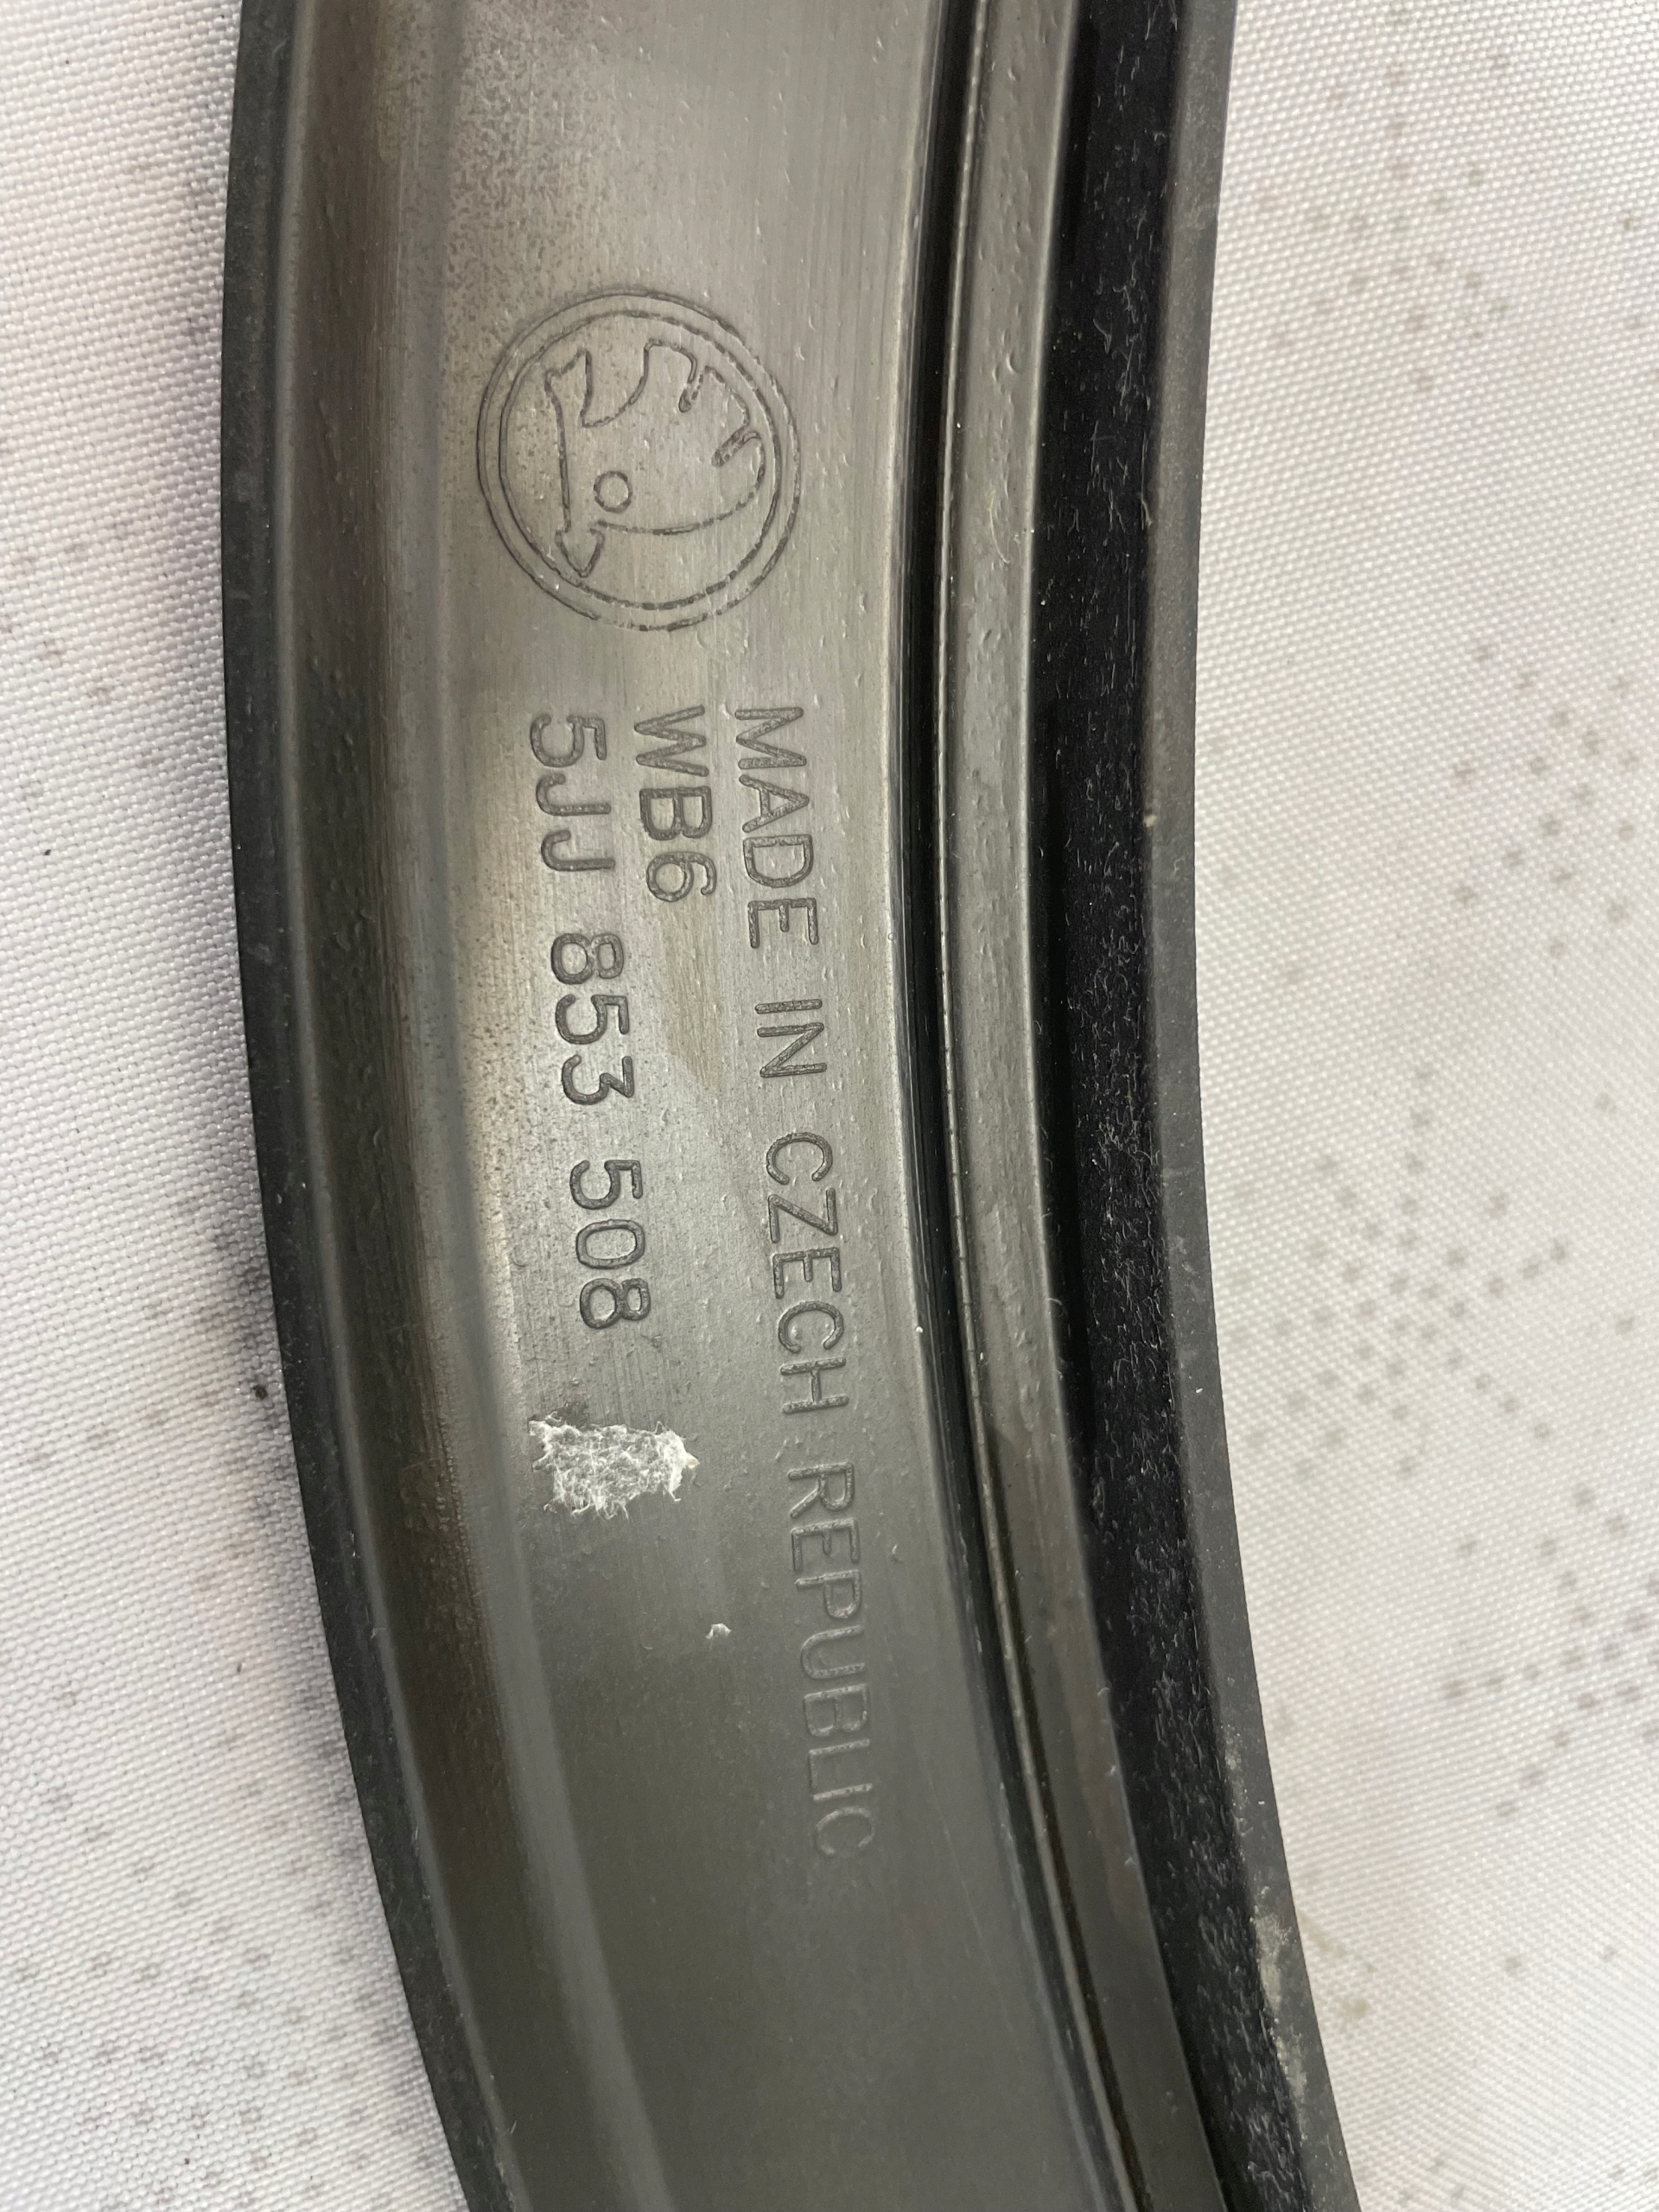 MADE IN CZECH REPUBLIC
WB6
5JJ 853 508